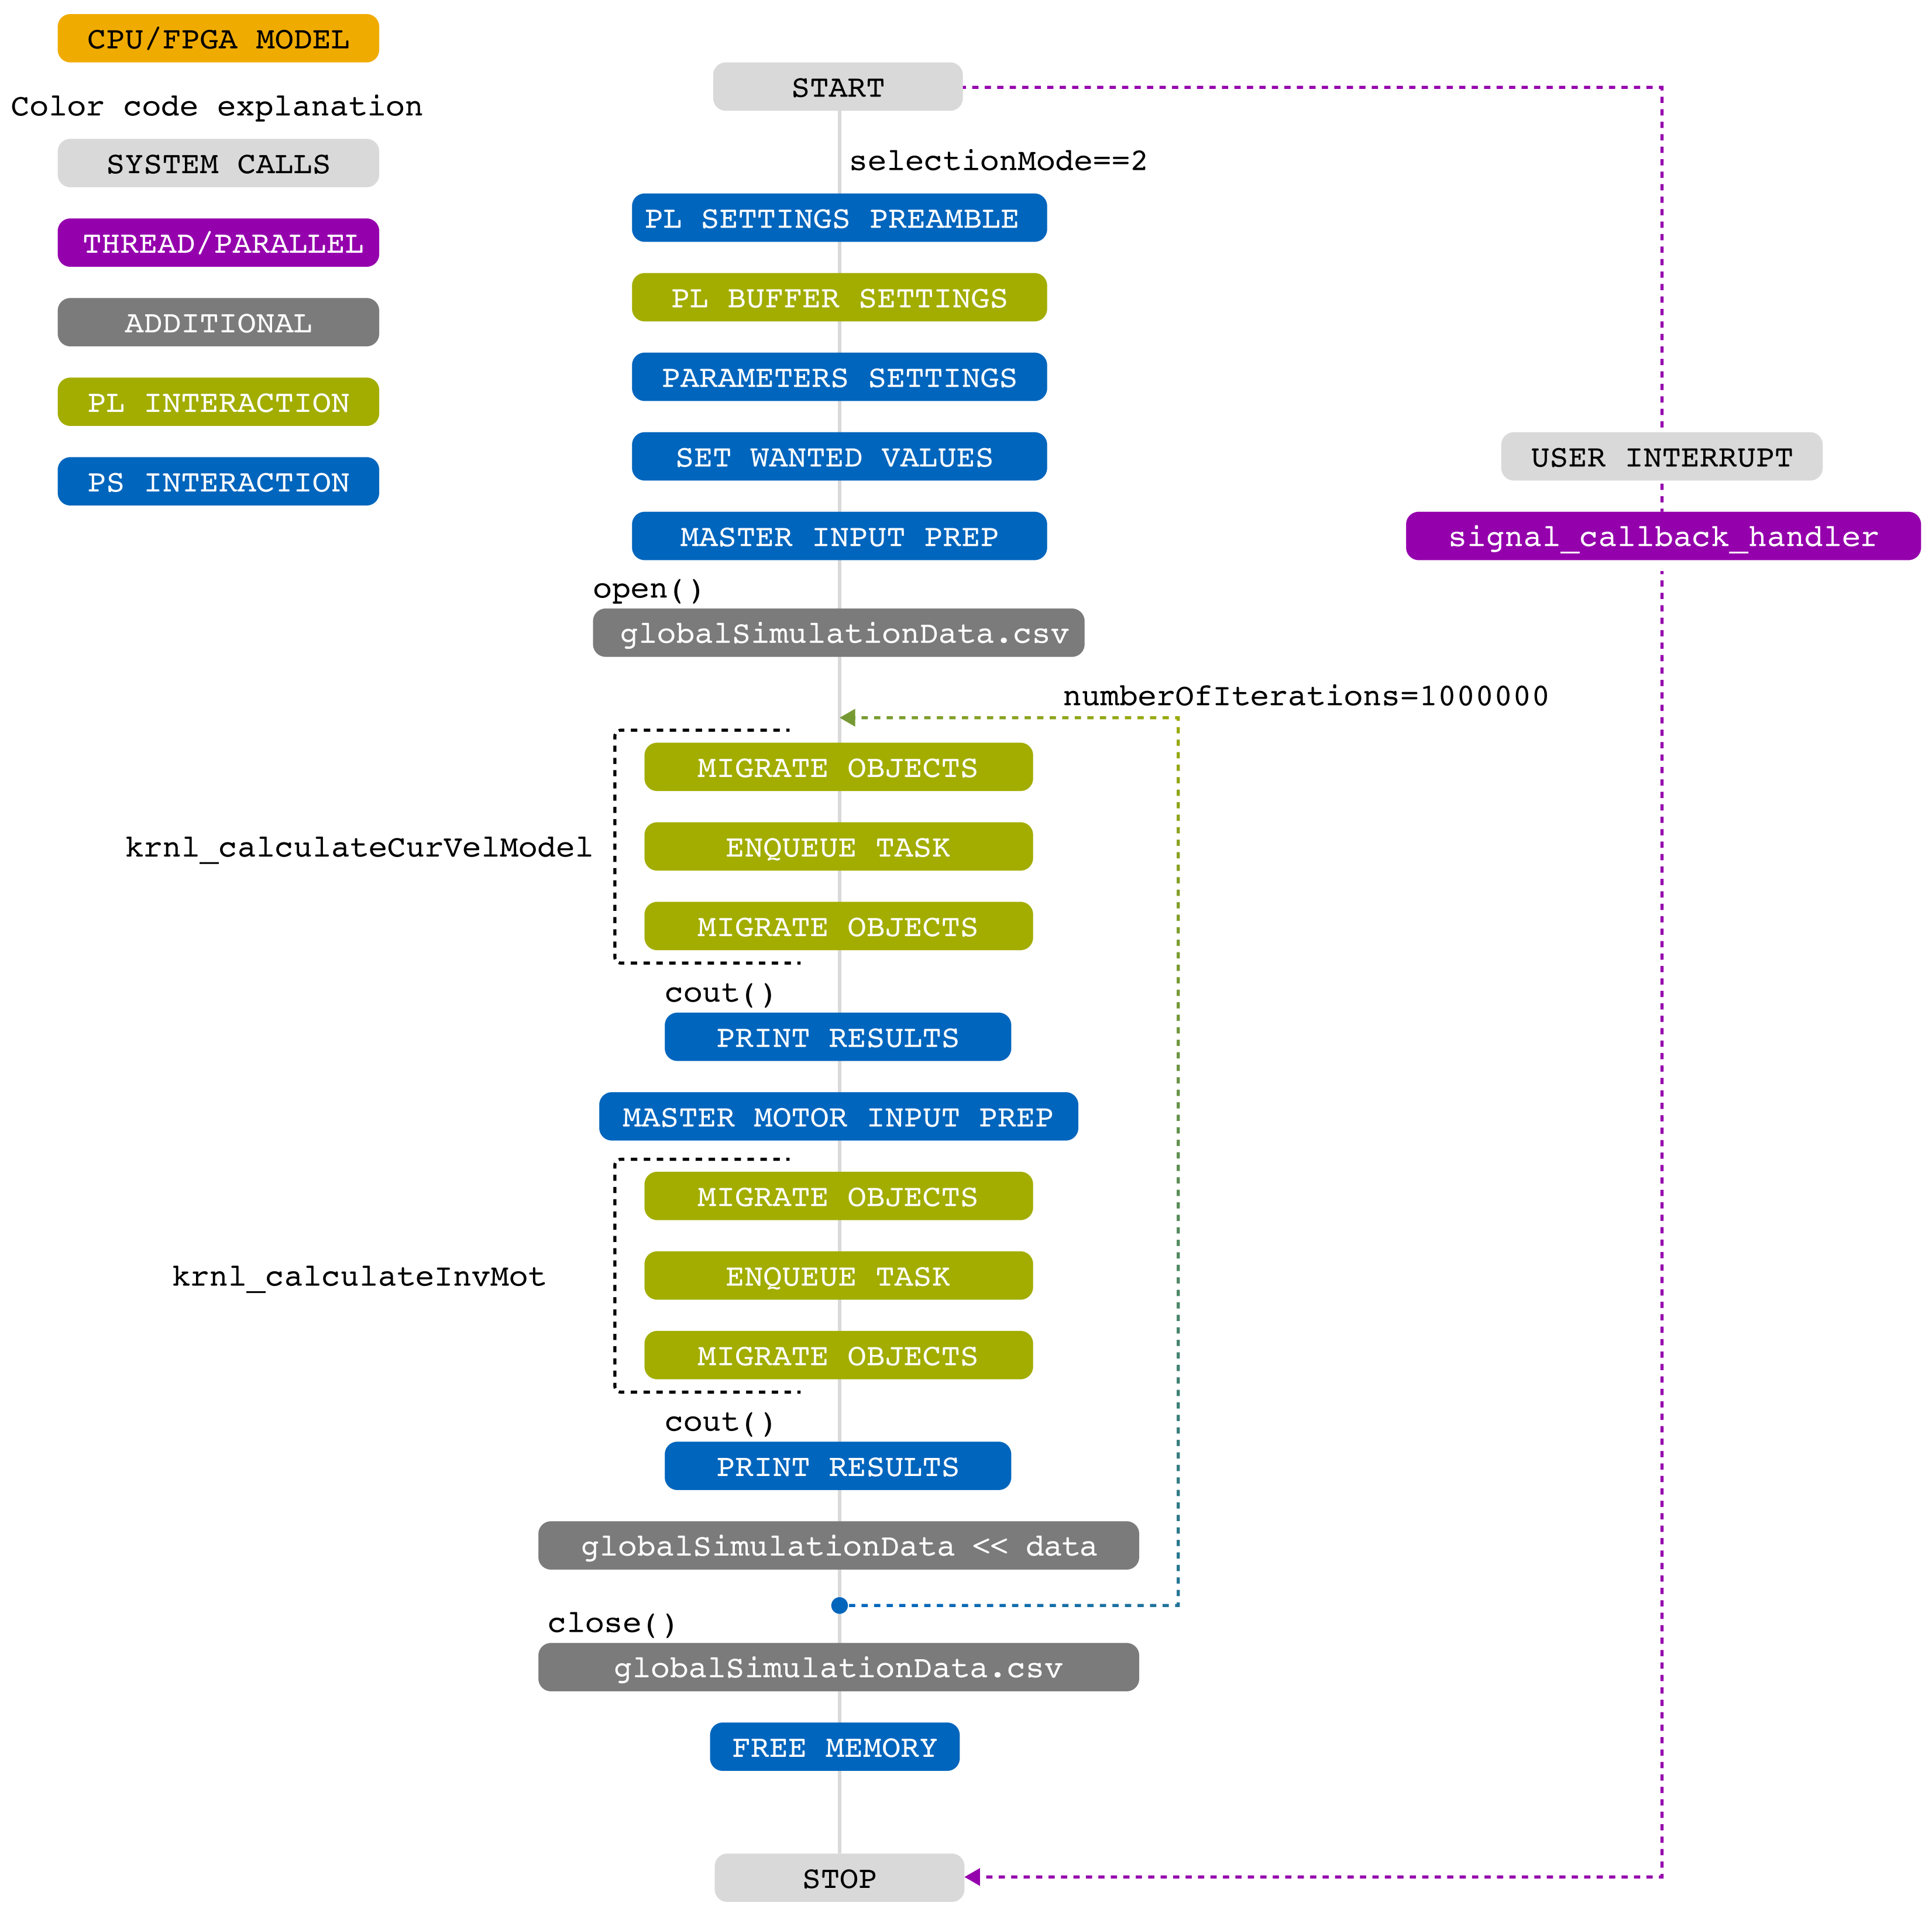 CPU/FPGA MODEL
Color code explanation
SYSTEM CALLS
THREAD/PARALLEL
ADDITIONAL
PL INTERACTION
PS INTERACTION
START
selectionMode==2
PL SETTINGS PREAMBLE
PL BUFFER SETTINGS
PARAMETERS SETTINGS
SET WANTED VALUES
MASTER INPUT PREP
open()
globalSimulationData.csv
numberOfIterations=1000000
MIGRATE OBJECTS
krnl_calculateCurVelModel
ENQUEUE TASK
MIGRATE OBJECTS
cout()
PRINT RESULTS
MASTER MOTOR INPUT PREP
MIGRATE OBJECTS
krnl_calculateInvMot
ENQUEUE TASK
MIGRATE OBJECTS
cout()
PRINT RESULTS
globalSimulationData << data
close()
globalSimulationData.csv
FREE MEMORY
STOP
USER INTERRUPT
signal_callback_handler